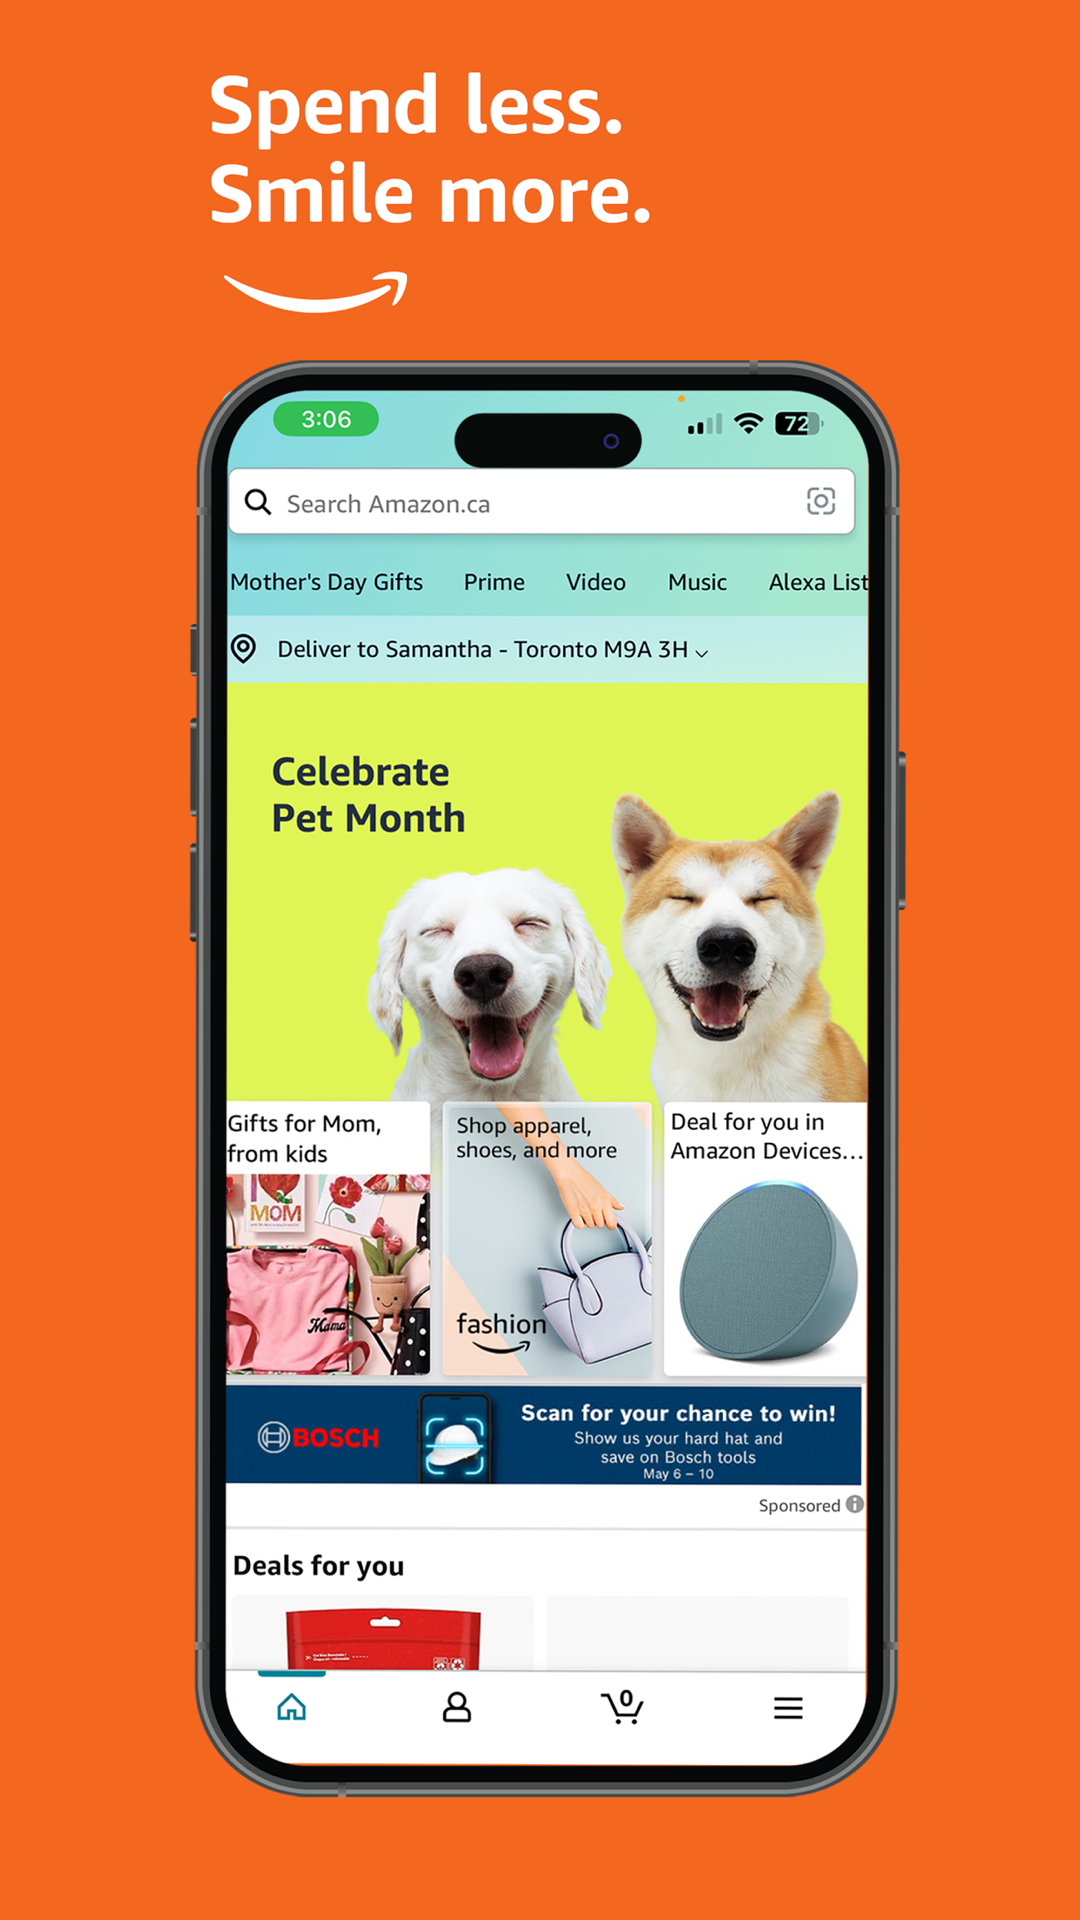 Spend less.
Smile more.
3:06
72
Search Amazon.ca
Mother's Day Gifts Prime Video Music Alexa List
Deliver to Samantha - Toronto M9A 3H
Celebrate
Pet Month
Gifts for Mom,
from kids
I
MOM
Mama
Shop apparel,
shoes, and more
fashion
Deal for you in
Amazon Devices...
BOSCH
Scan for your chance to win!
Show us your hard hat and
save on Bosch tools
May 6 – 10
Sponsored
Deals for you
0